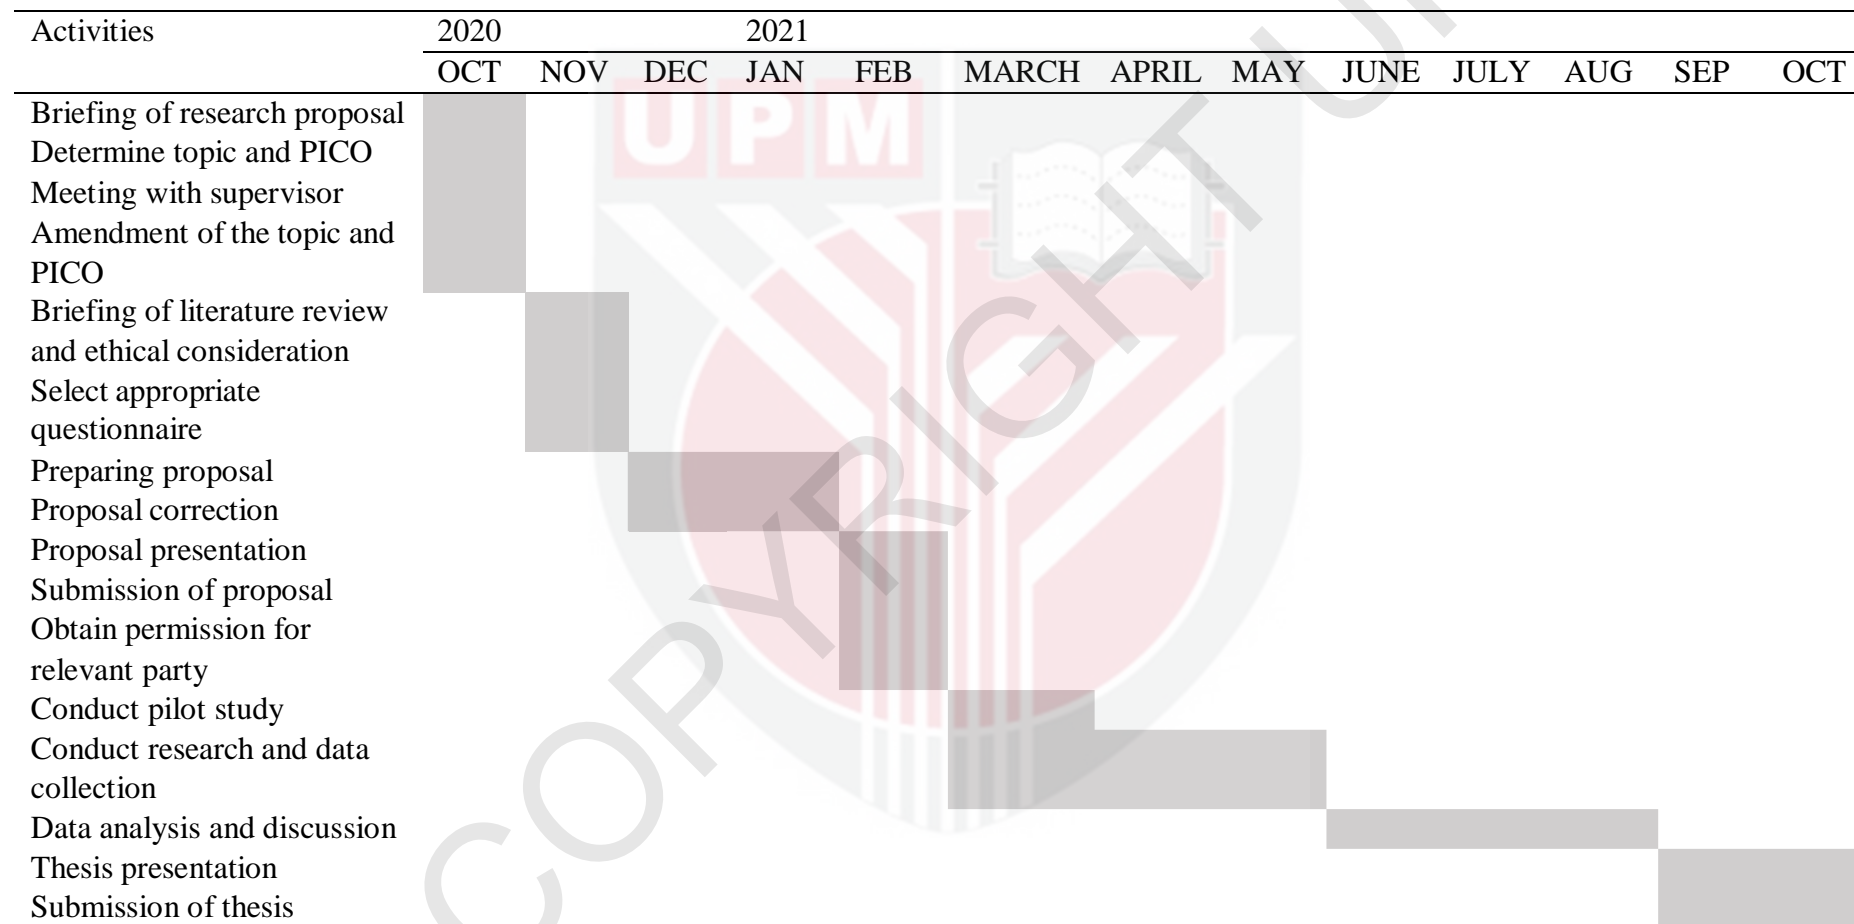 Activities 2020 2021
OCT NOV DEC JAN FEB MARCH APRIL MAY JUNE JULY AUG SEP OCT
Briefing of research proposal
Determine topic and PICO
Meeting with supervisor
Amendment of the topic and
PICO
Briefing of literature review
and ethical consideration
Select appropriate
questionnaire
Preparing proposal
Proposal correction
Proposal presentation
Submission of proposal
Obtain permission for
relevant party
Conduct pilot study
Conduct research and data
collection
Data analysis and discussion
Thesis presentation
Submission of thesis
UPM
COPYRIGHT